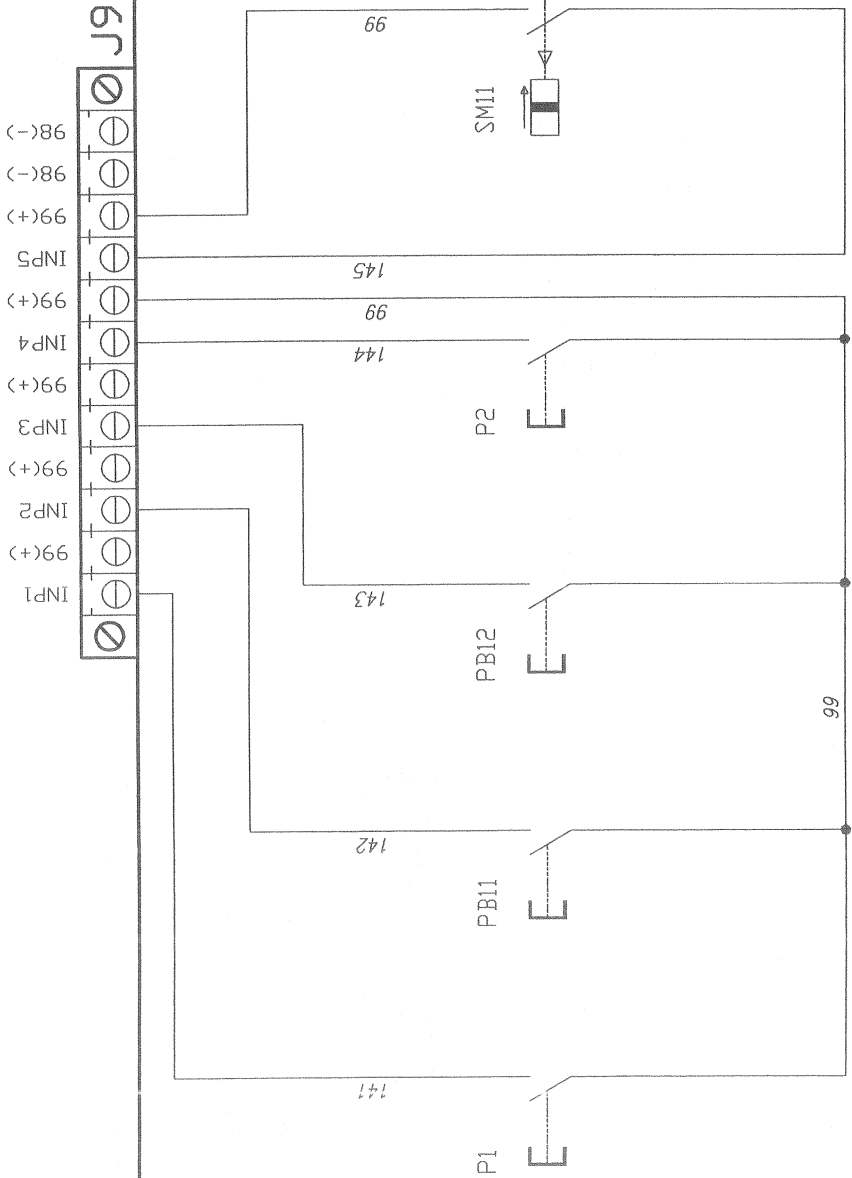 J9
99
SM11
98(-)
98(-)
99(+)
INP5
145
99(+)
99
INP4
144
99(+)
P2
INP3
99(+)
INP2
99(+)
INP1
143
PB12
99
142
PB11
141
P1